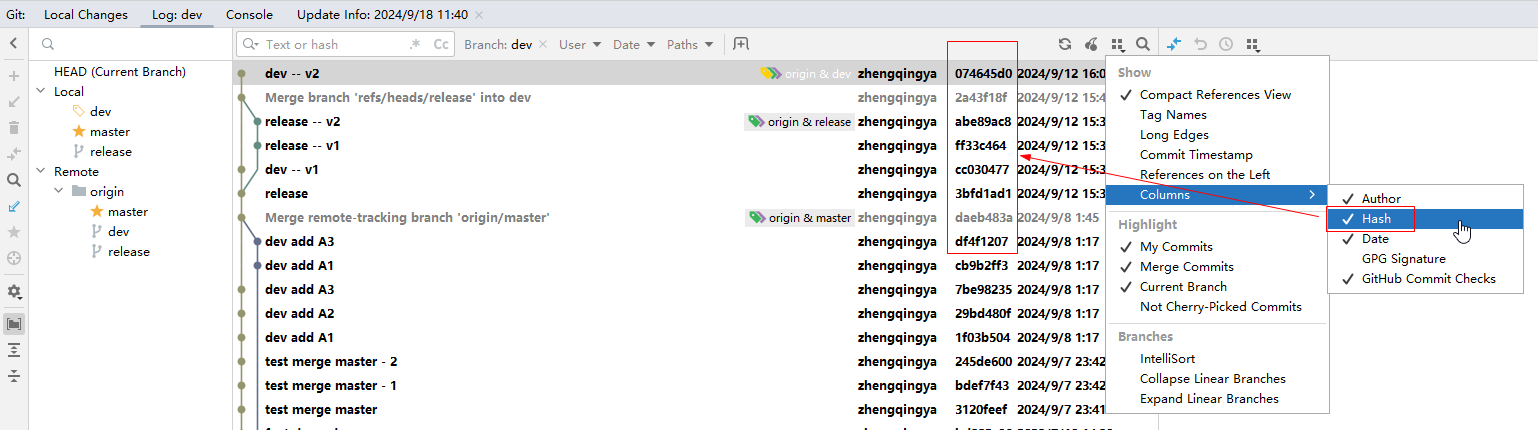 Git: Local Changes Log: dev Console Update Info: 2024/9/18 11:40
Text or hash .* Cc Branch: dev User Date Paths
HEAD (Current Branch)
Local
dev
master
release
Remote
origin
master
dev
release
dev -- v2 origin & dev zhengqingya 074645d0 2024/9/12 16:0
Merge branch 'refs/heads/release' into dev zhengqingya 2a43f18f 2024/9/12 15:4
release -- v2 origin & release zhengqingya abe89ac8 2024/9/12 15:3
release -- v1 zhengqingya ff33c464 2024/9/12 15:3
dev -- v1 zhengqingya cc030477 2024/9/12 15:3
release zhengqingya 3bfd1ad1 2024/9/12 15:3
Merge remote-tracking branch 'origin/master' origin & master zhengqingya daeb483a 2024/9/8 1:45
dev add A3 zhengqingya df4f1207 2024/9/8 1:17
dev add A1 zhengqingya cb9b2ff3 2024/9/8 1:17
dev add A3 zhengqingya 7be98235 2024/9/8 1:17
dev add A2 zhengqingya 29bd480f 2024/9/8 1:17
dev add A1 zhengqingya 1f03b504 2024/9/8 1:17
test merge master - 2 zhengqingya 245de600 2024/9/7 23:42
test merge master - 1 zhengqingya bdef7f43 2024/9/7 23:42
test merge master zhengqingya 3120feef 2024/9/7 23:41
Show
Compact References View
Tag Names
Long Edges
Commit Timestamp
References on the Left
Columns
Highlight
My Commits
Merge Commits
Current Branch
Not Cherry-Picked Commits
Branches
IntelliSort
Collapse Linear Branches
Expand Linear Branches
Author
Hash
Date
GPG Signature
GitHub Commit Checks